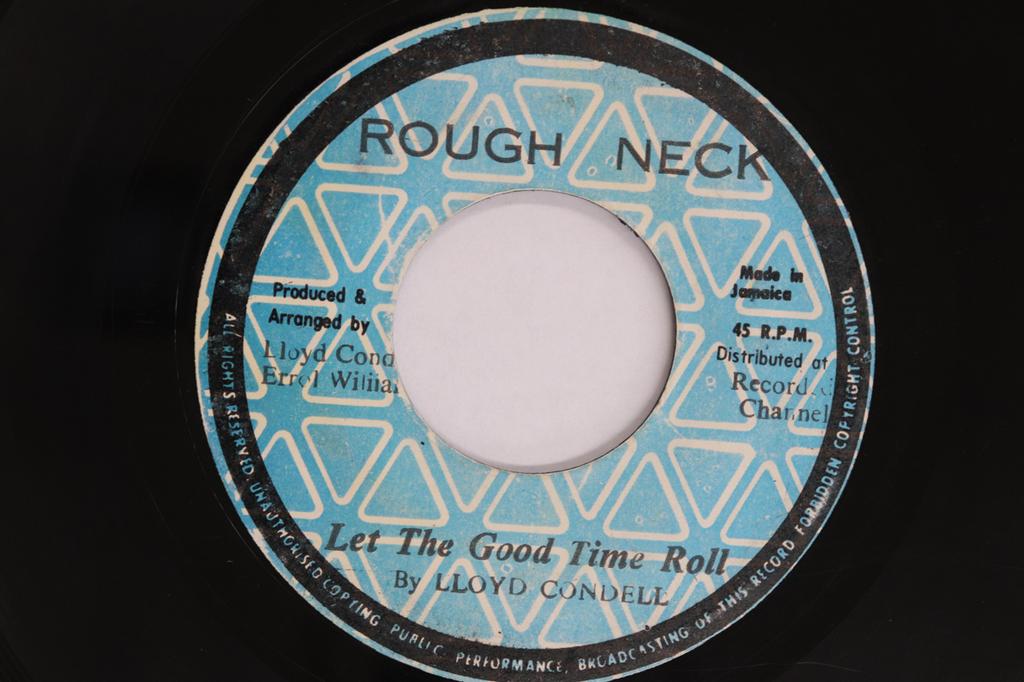 ROUGH NECK
Produced &
Arranged by
Lloyd Cond
Errol
Made in
Jamaica
45 R.P.M.
Distributed at
Record
Channel
Let The Good Time Roll
By LLOYD CONDELL
ALL RIGHTS RESERVED UNAUTHORISED COPYING PUBLIC PERFORMANCE, BROADCASTING OF THIS RECORD FORBIDDEN COPYRIGHT CONTROL